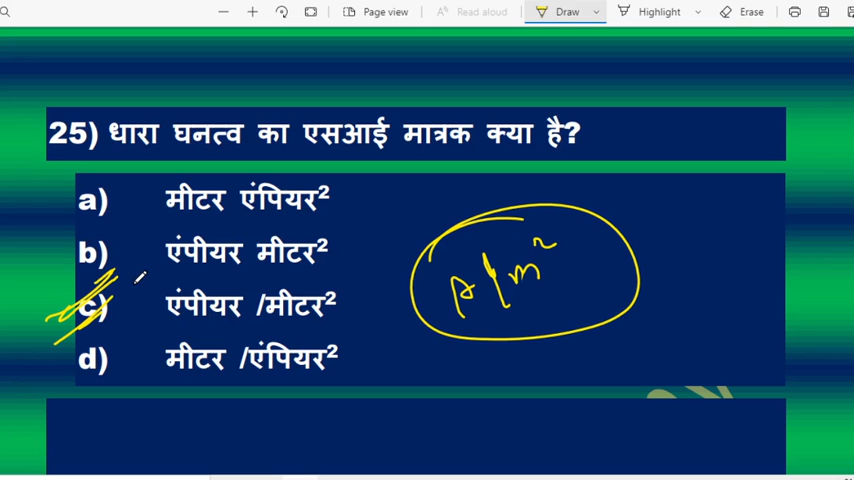 Page view
Read aloud
Draw
Highlight
Erase
25) धारा घनत्व का एसआई मात्रक क्या है?
a) मीटर एंपियर²
b) एंपीयर मीटर²
c) एंपीयर /मीटर²
d) मीटर /एंपियर²
A/m²